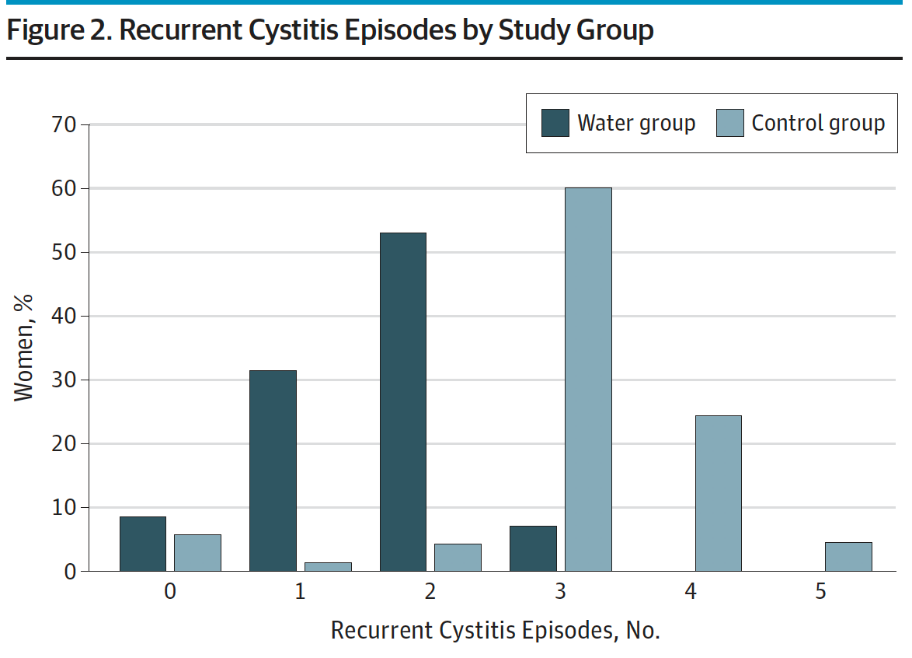 Figure 2. Recurrent Cystitis Episodes by Study Group
Water group
Control group
70
60
50
40
30
20
10
0
Women, %
0 1 2 3 4 5
Recurrent Cystitis Episodes, No.